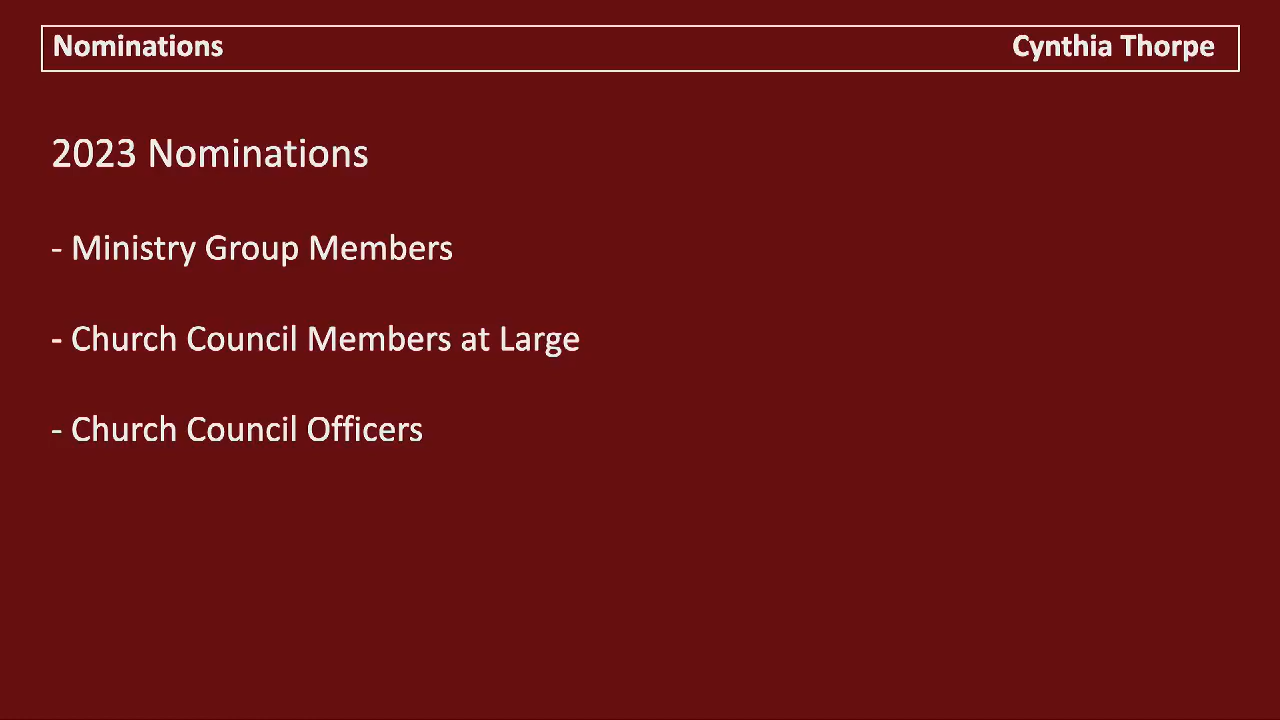 Nominations Cynthia Thorpe
2023 Nominations
- Ministry Group Members
- Church Council Members at Large
- Church Council Officers